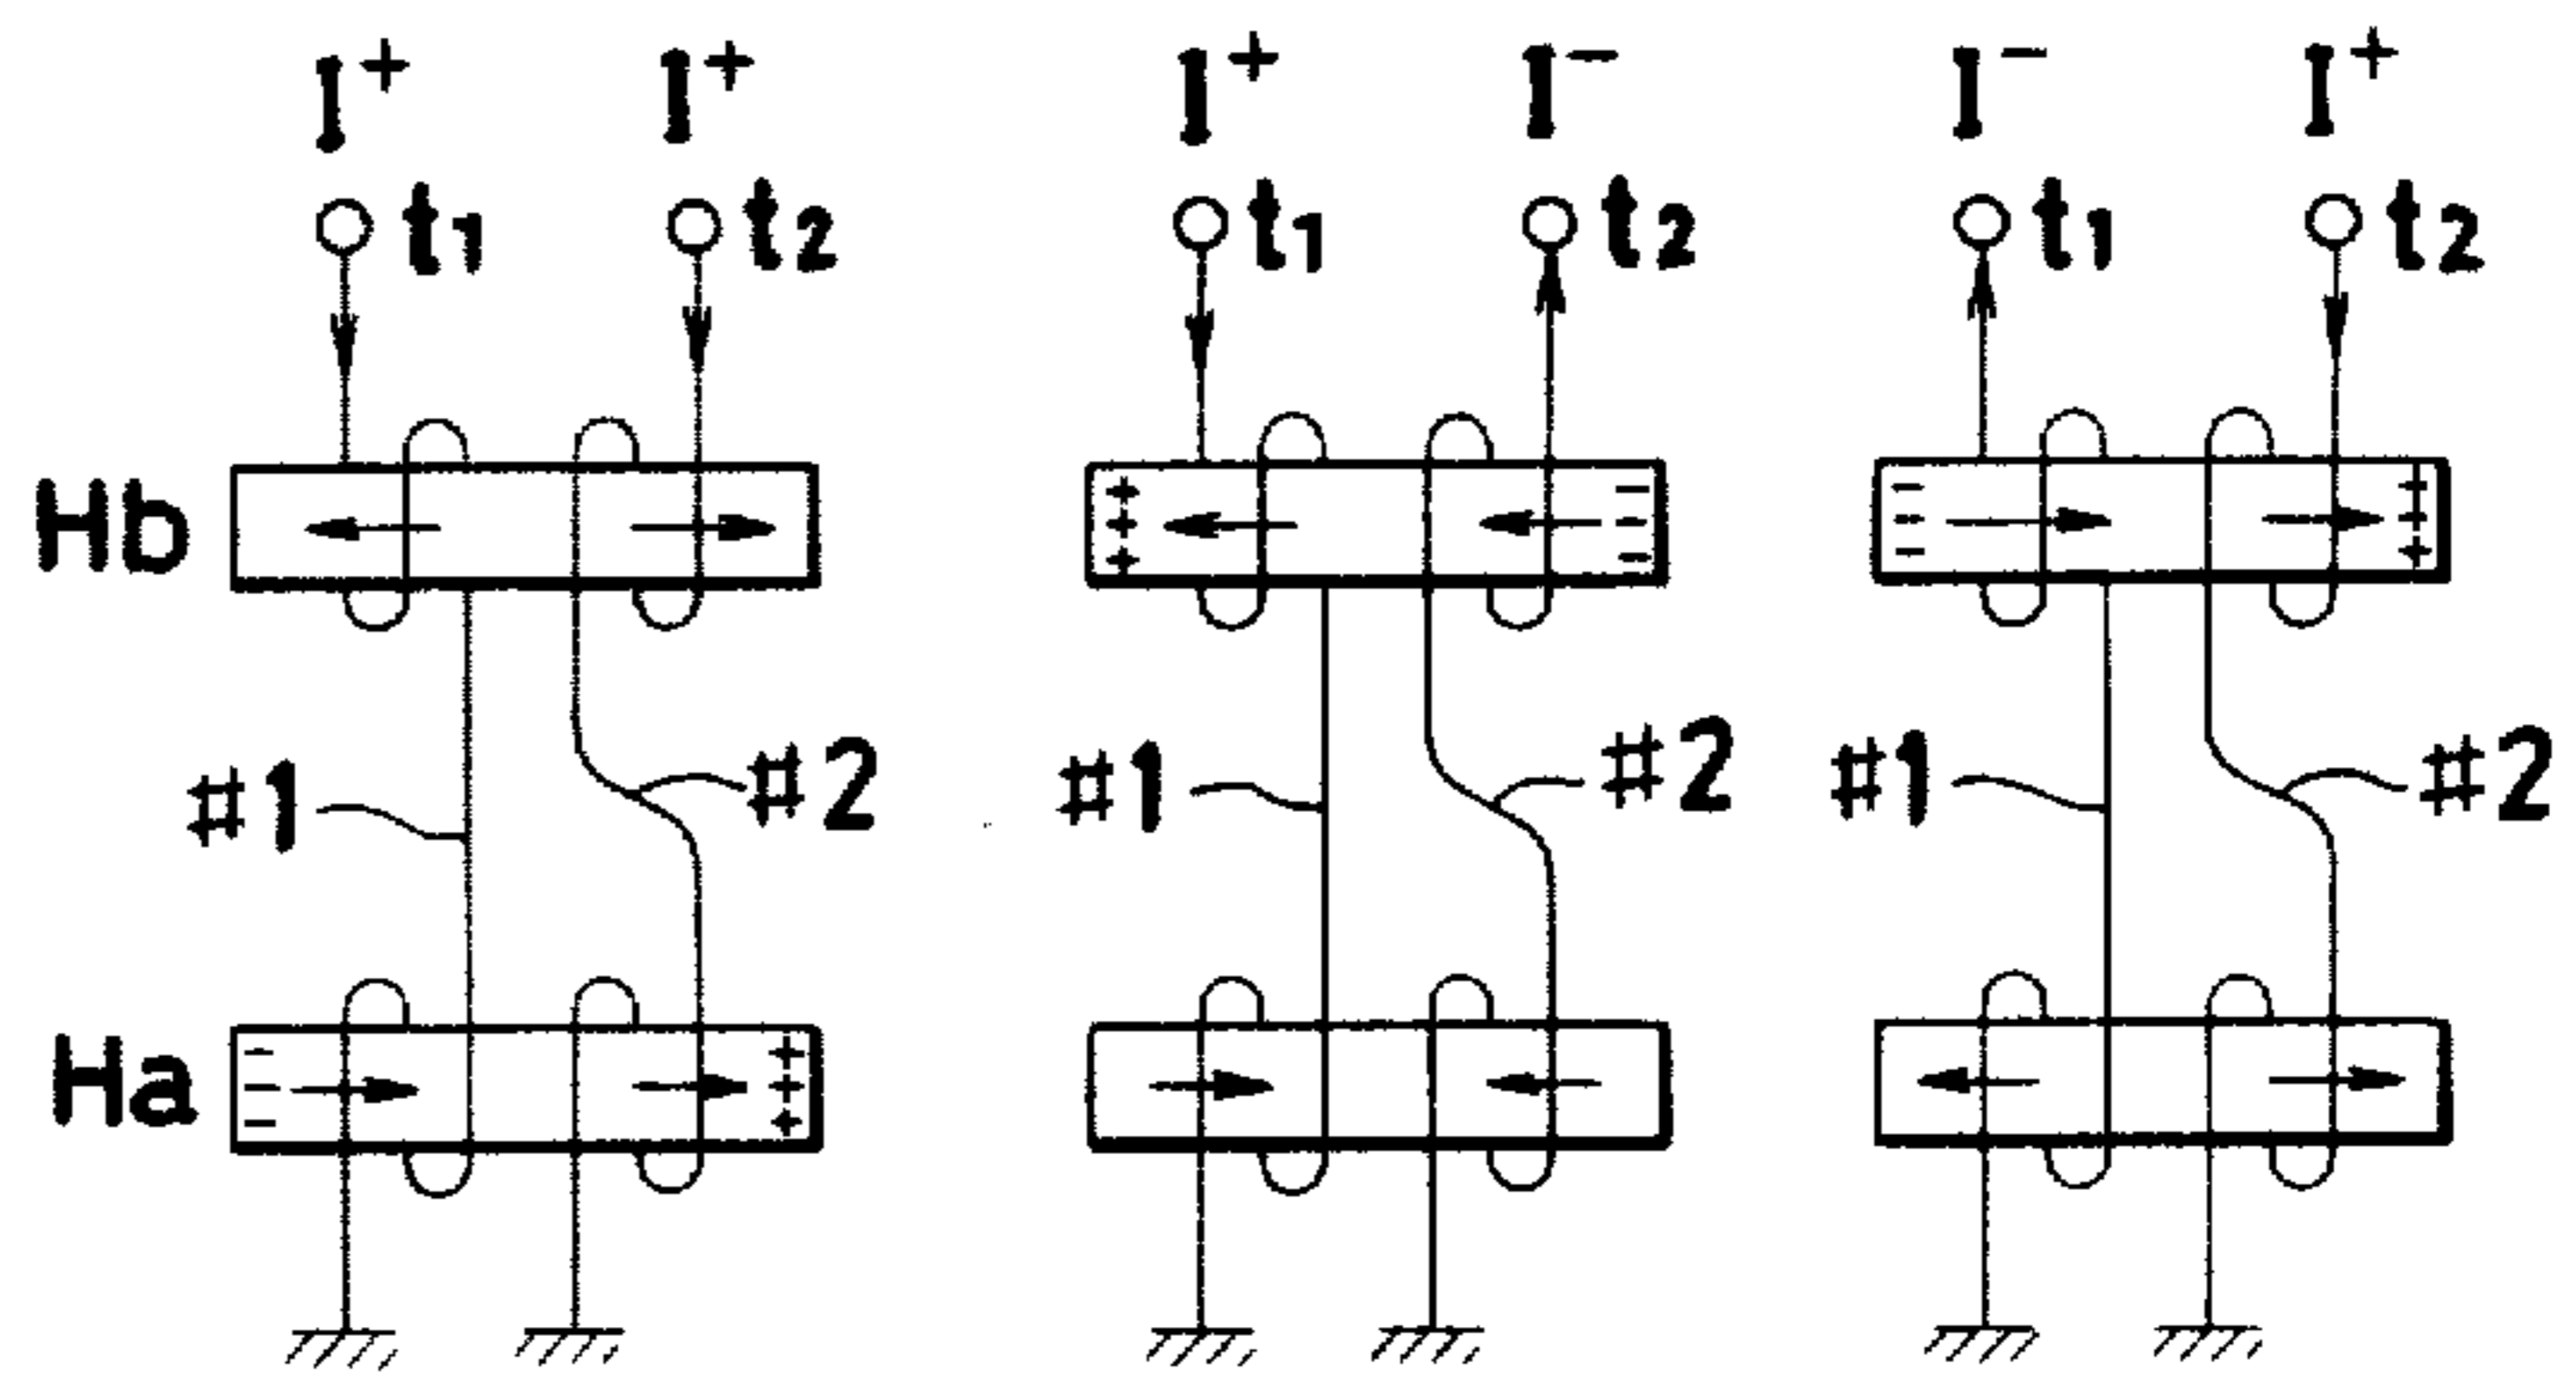 I+ I+ I+ I− I− I+
t1 t2 t1 t2 t1 t2
Hb + + + − − − − − − + + +
#1 #2 #1 #2 #1 #2
Ha − − − + + +